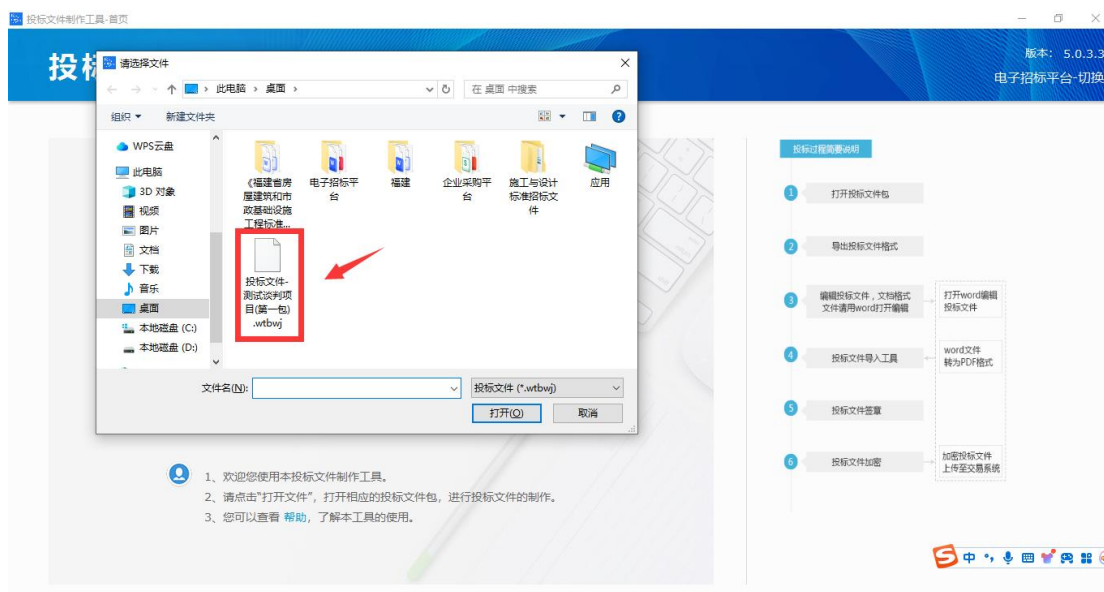 投标文件制作工具-首页
版本： 5.0.3.3
投标
电子招标平台-切换
请选择文件
此电脑 › 桌面 ›
在 桌面 中搜索
组织
新建文件夹
WPS云盘
此电脑
3D 对象
视频
图片
文档
下载
音乐
桌面
本地磁盘 (C:)
本地磁盘 (D:)
《福建省房
屋建筑和市
政基础设施
工程标准...
电子招标平
台
福建
企业采购平
台
施工与设计
标准招标文
件
应用
投标文件-
测试谈判项
目(第一包)
.wtbwj
文件名(N):
投标文件 (*.wtbwj)
打开(O)
取消
1、欢迎您使用本投标文件制作工具。
2、请点击"打开文件"，打开相应的投标文件包，进行投标文件的制作。
3、您可以查看 帮助，了解本工具的使用。
投标过程简要说明
1 打开投标文件包
2 导出投标文件格式
3 编辑投标文件，文档格式
文件请用word打开编辑
打开word编辑
投标文件
4 投标文件导入工具
word文件
转为PDF格式
5 投标文件签章
6 投标文件加密
加密投标文件
上传至交易系统
中